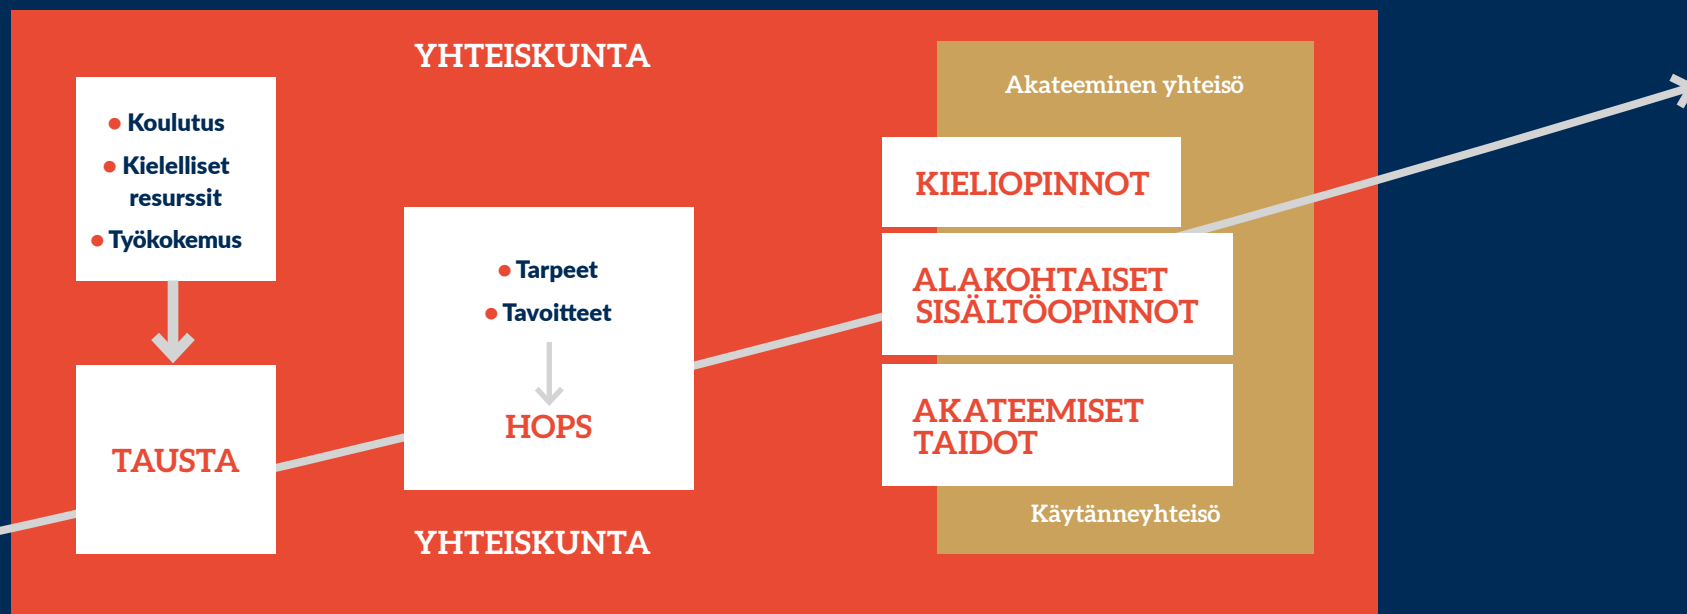 YHTEISKUNTA
• Koulutus
• Kielelliset
resurssit
• Työkokemus
TAUSTA
• Tarpeet
• Tavoitteet
HOPS
YHTEISKUNTA
Akateeminen yhteisö
KIELIOPINNOT
ALAKOHTAISET
SISÄLTÖOPINNOT
AKATEEMISET
TAIDOT
Käytänneyhteisö